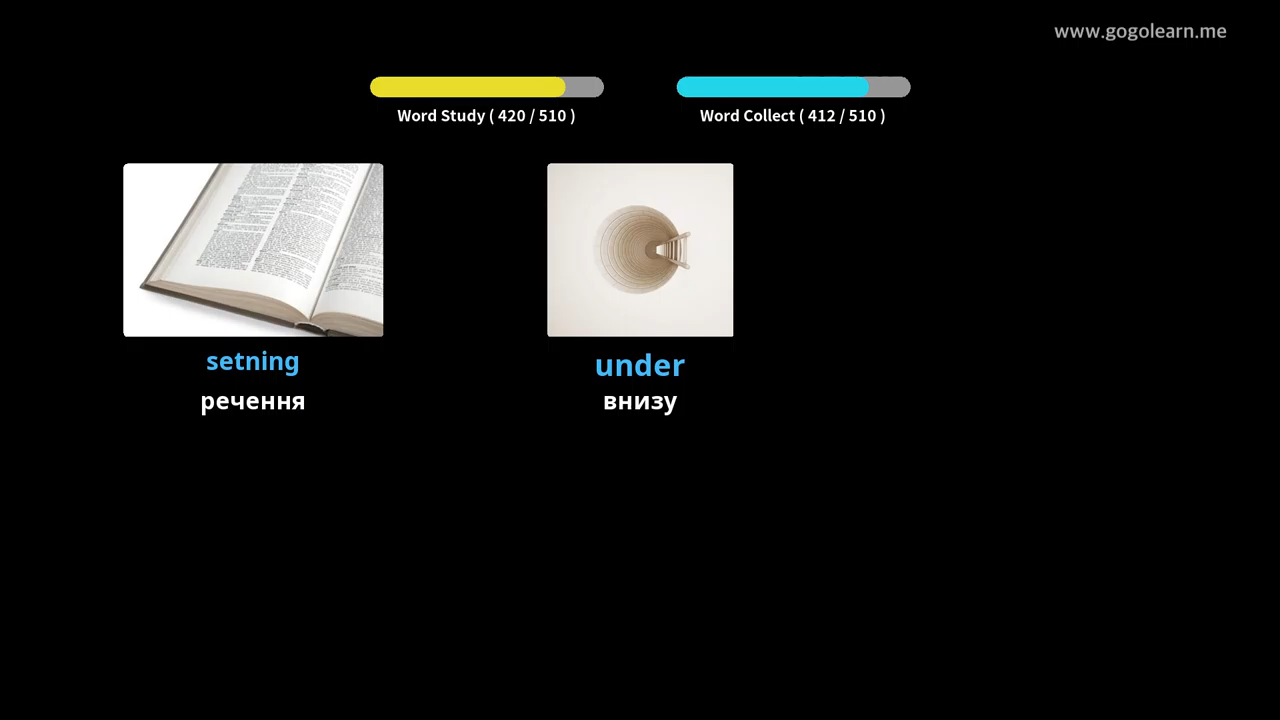 www.gogolearn.me
Word Study ( 420 / 510 )
Word Collect ( 412 / 510 )
setning
речення
under
внизу